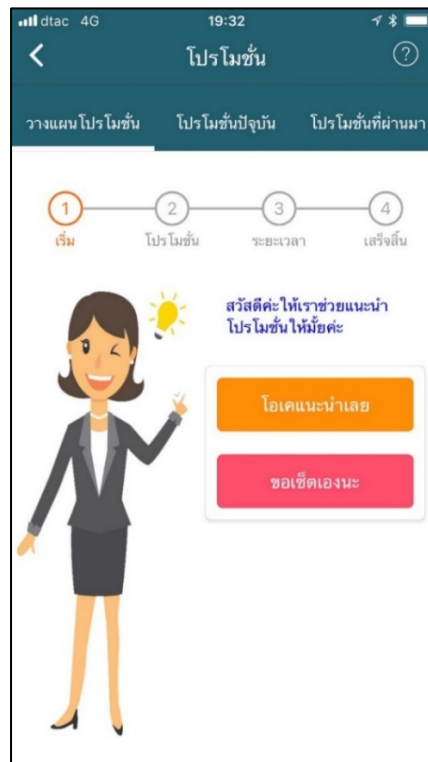 dtac 4G 19:32
โปรโมชั่น ?
วางแผนโปรโมชั่น โปรโมชั่นปัจุบัน โปรโมชั่นที่ผ่านมา
1 2 3 4
เริ่ม โปรโมชั่น ระยะเวลา เสร็จสิ้น
สวัสดีค่ะให้เราช่วยแนะนำ
โปรโมชั่นให้มั้ยค่ะ
โอเคแนะนำเลย
ขอเซ็ตเองนะ